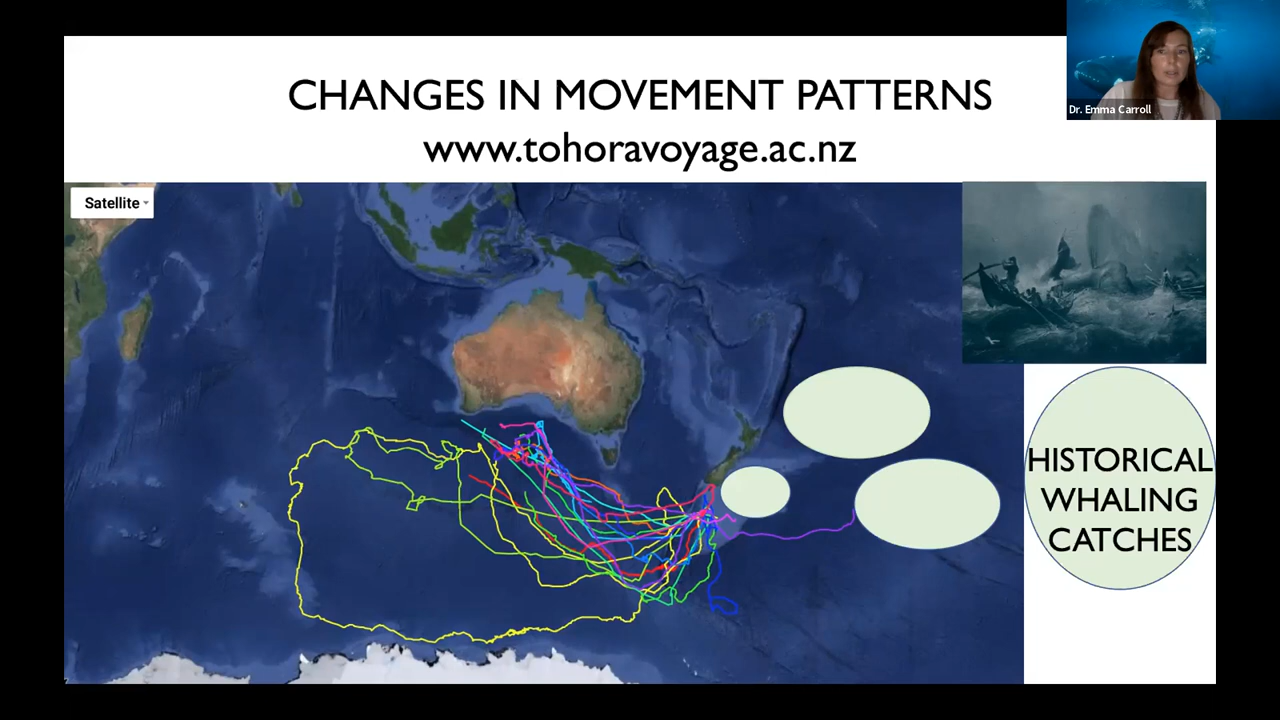 CHANGES IN MOVEMENT PATTERNS
www.tohoravoyage.ac.nz
Dr. Emma Carroll
Satellite
HISTORICAL
WHALING
CATCHES